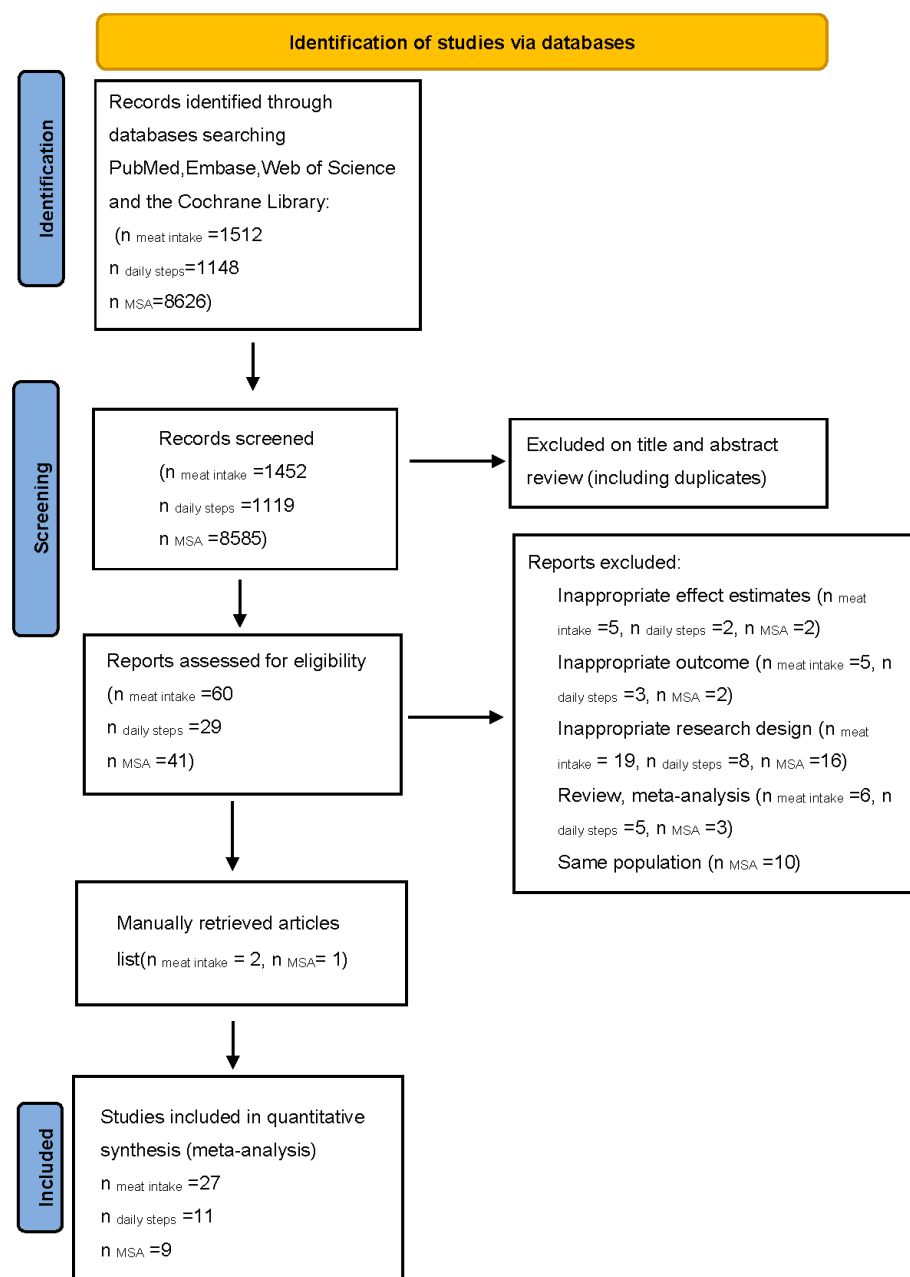 Identification of studies via databases
Identification
Records identified through
databases searching
PubMed,Embase,Web of Science
and the Cochrane Library:
(n meat intake =1512
n daily steps=1148
n MSA=8626)
Screening
Records screened
(n meat intake =1452
n daily steps =1119
n MSA =8585)
Excluded on title and abstract
review (including duplicates)
Reports assessed for eligibility
(n meat intake =60
n daily steps =29
n MSA =41)
Reports excluded:
Inappropriate effect estimates (n meat
intake =5, n daily steps =2, n MSA =2)
Inappropriate outcome (n meat intake =5, n
daily steps =3, n MSA =2)
Inappropriate research design (n meat
intake = 19, n daily steps =8, n MSA =16)
Review, meta-analysis (n meat intake =6, n
daily steps =5, n MSA =3)
Same population (n MSA =10)
Manually retrieved articles
list(n meat intake = 2, n MSA= 1)
Included
Studies included in quantitative
synthesis (meta-analysis)
n meat intake =27
n daily steps =11
n MSA =9